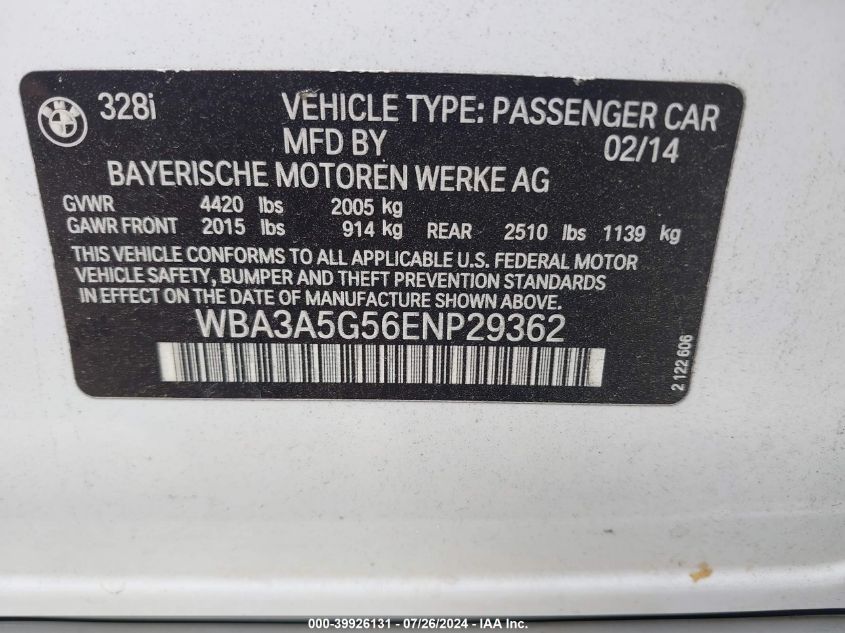 BMW
328i VEHICLE TYPE: PASSENGER CAR
MFD BY 02/14
BAYERISCHE MOTOREN WERKE AG
GVWR 4420 lbs 2005 kg
GAWR FRONT 2015 lbs 914 kg REAR 2510 lbs 1139 kg
THIS VEHICLE CONFORMS TO ALL APPLICABLE U.S. FEDERAL MOTOR
VEHICLE SAFETY, BUMPER AND THEFT PREVENTION STANDARDS
IN EFFECT ON THE DATE OF MANUFACTURE SHOWN ABOVE.
WBA3A5G56ENP29362
2 122 606
000-39926131 - 07/26/2024 - IAA Inc.